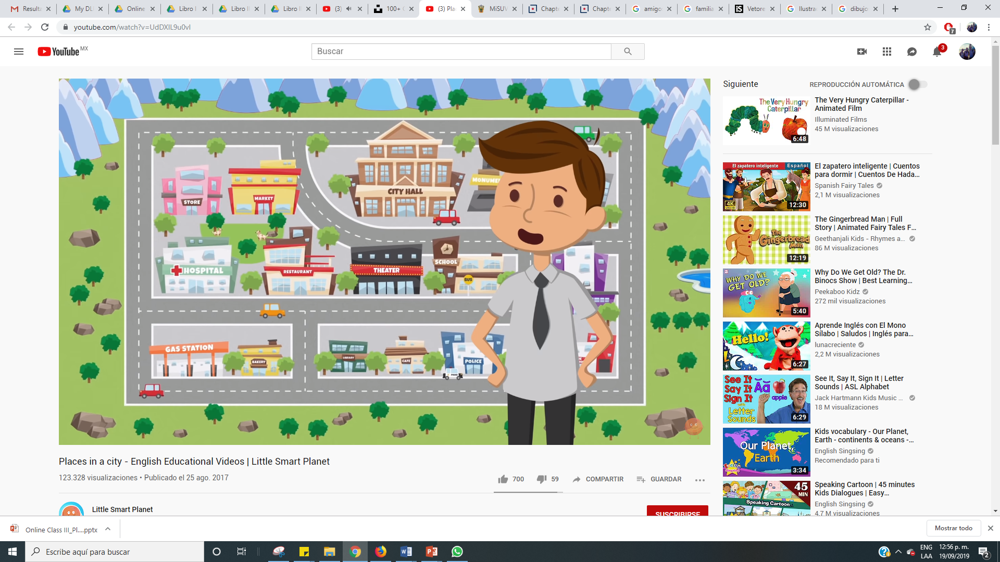 Resulta
My DL
Online
Libro I
Libro II
Libro I
(3)
100+ C
(3) Pla
MiSUV
Chapte
Chapte
amigo
familia
Vetore
Ilustra
dibujo
youtube.com/watch?v=UdDXIL9u0vI
7
YouTube MX
Buscar
3
STORE
MARKET
CITY HALL
MONUME
HOSPITAL
RESTAURANT
THEATER
SCHOOL
BUS
GAS STATION
BAKERY
LIBRARY
CAFE
POLICE
Places in a city - English Educational Videos | Little Smart Planet
123.328 visualizaciones • Publicado el 25 ago. 2017
700
59
COMPARTIR
GUARDAR
Little Smart Planet
SUSCRIBIRSE
Siguiente
REPRODUCCIÓN AUTOMÁTICA
The Very Hungry
Caterpillar
6:48
The Very Hungry Caterpillar -
Animated Film
Illuminated Films
45 M visualizaciones
El zapatero inteligente
Español
4K
12:30
El zapatero inteligente | Cuentos
para dormir | Cuentos De Hada...
Spanish Fairy Tales
2,1 M visualizaciones
The
Gingerbread
Man
12:19
The Gingerbread Man | Full
Story | Animated Fairy Tales F...
Geethanjali Kids - Rhymes a...
86 M visualizaciones
WHY DO WE
GET OLD?
5:40
Why Do We Get Old? The Dr.
Binocs Show | Best Learning...
Peekaboo Kidz
272 mil visualizaciones
Hello!
6:27
Aprende Inglés con El Mono
Sílabo | Saludos | Inglés para...
lunacreciente
2,2 M visualizaciones
See It
Say It
Sign It
with
Letter
Sounds
Aa
apple
6:29
See It, Say It, Sign It | Letter
Sounds | ASL Alphabet
Jack Hartmann Kids Music ...
18 M visualizaciones
Our Planet,
Earth
English
Singsing
3:34
Kids vocabulary - Our Planet,
Earth - continents & oceans -...
English Singsing
Recomendado para ti
45
MIN
Speaking Cartoon
Speaking Cartoon | 45 minutes
Kids Dialogues | Easy...
English Singsing
4,7 M visualizaciones
Online Class III_Pl....pptx
Mostrar todo
Escribe aquí para buscar
ENG
LAA
12:56 p. m.
19/09/2019
2